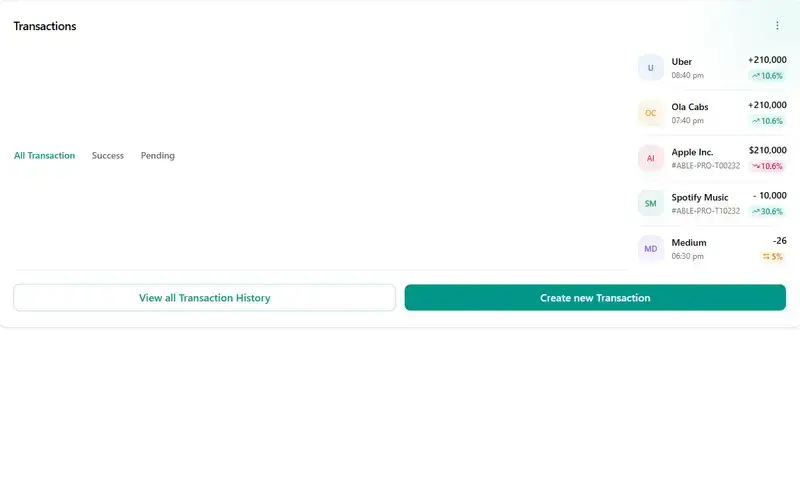 Transactions
All Transaction
Success
Pending
U
Uber
08:40 pm
+210,000
10.6%
OC
Ola Cabs
07:40 pm
+210,000
10.6%
AI
Apple Inc.
#ABLE-PRO-T00232
$210,000
10.6%
SM
Spotify Music
#ABLE-PRO-T10232
- 10,000
30.6%
MD
Medium
06:30 pm
-26
5%
View all Transaction History
Create new Transaction